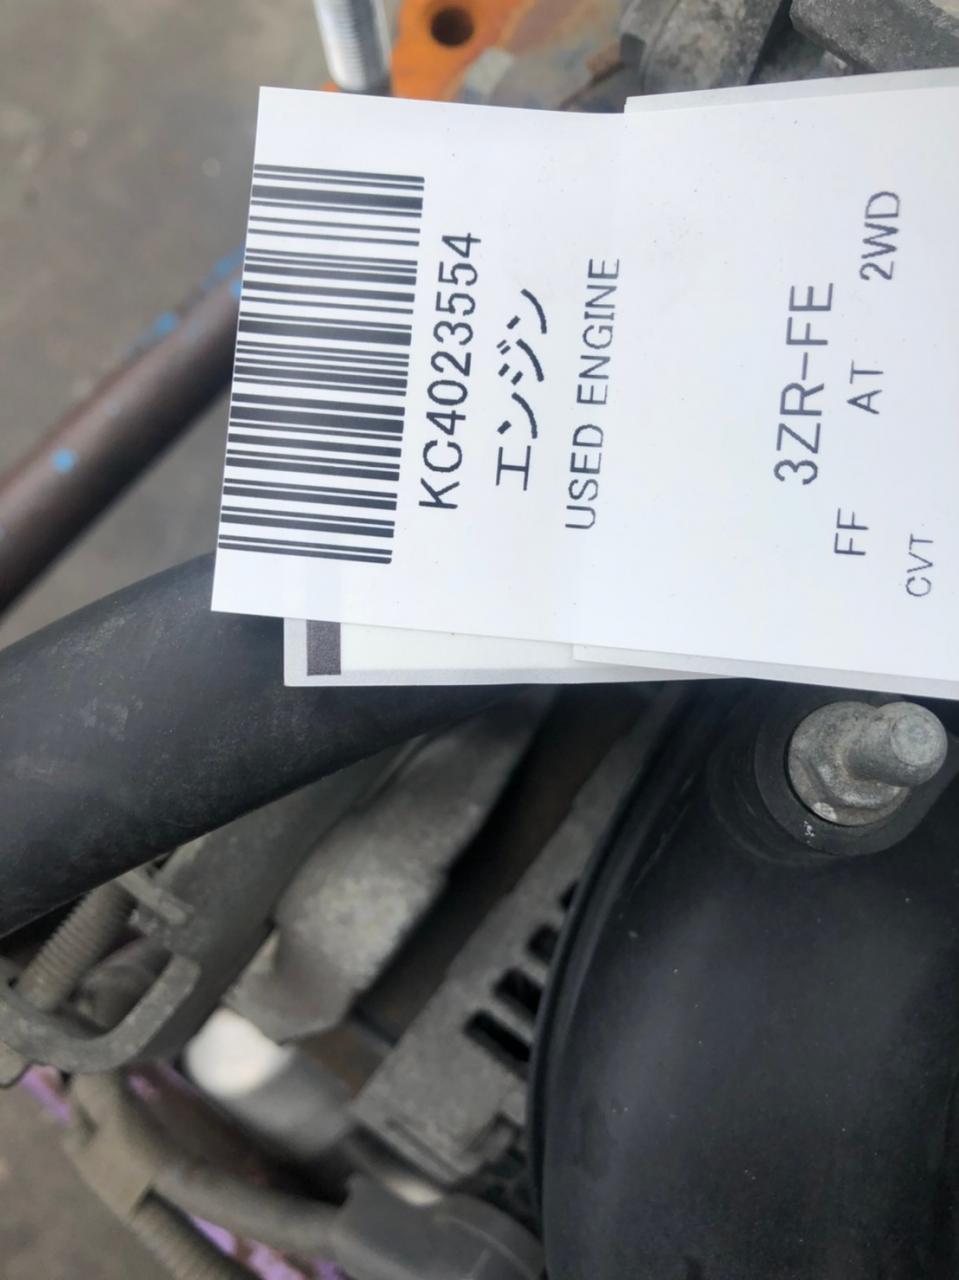 KC4023554
エンジン
USED ENGINE
3ZR-FE
FF AT 2WD
CVT